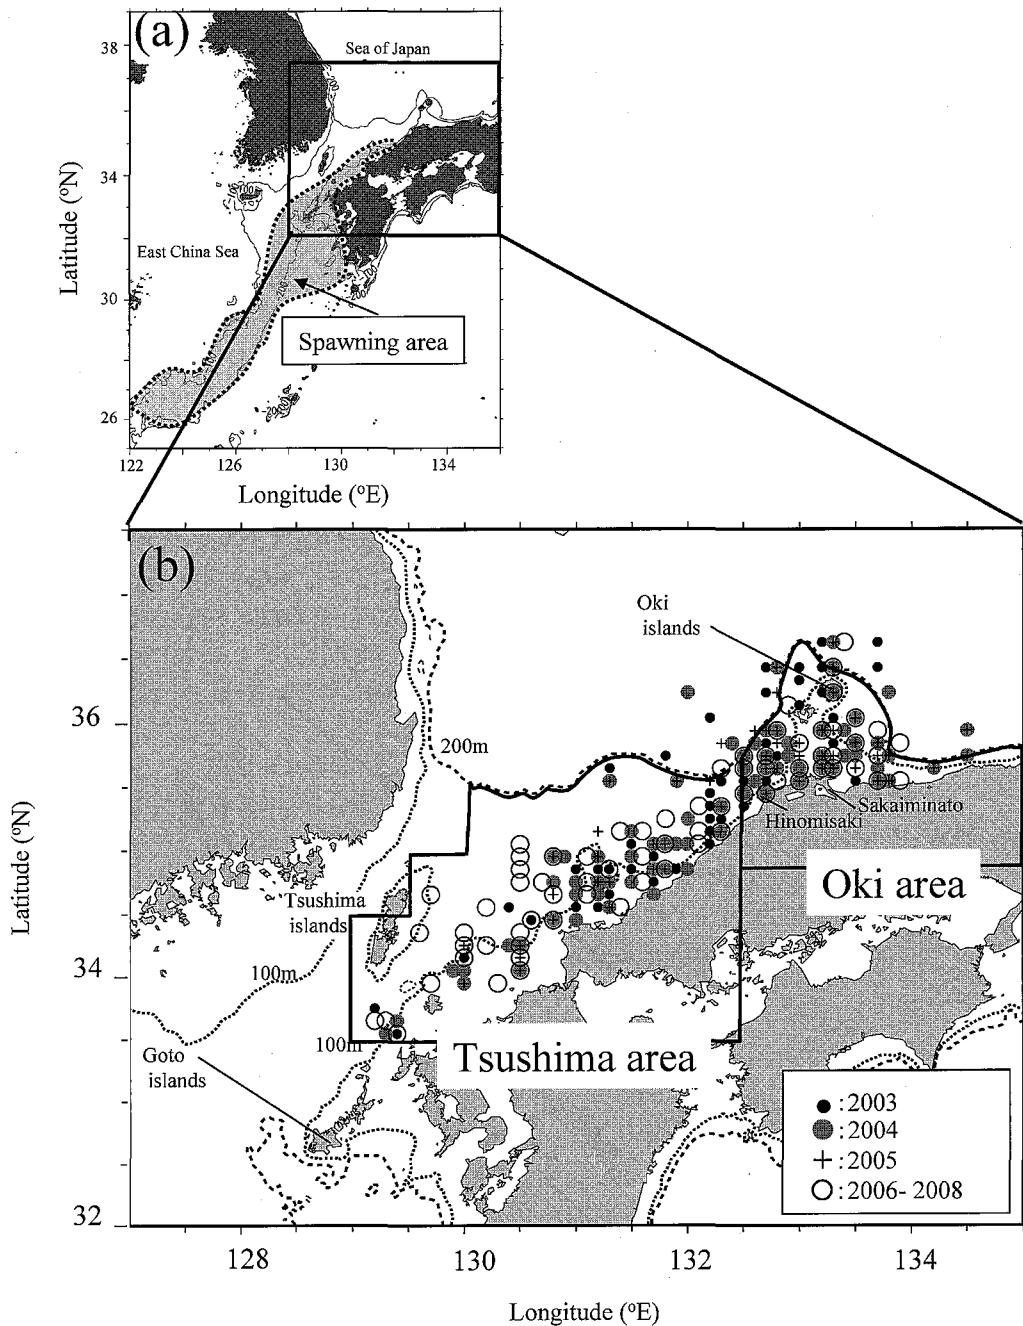 (a)
Sea of Japan
38
34
30
26
Latitude (°N)
East China Sea
Spawning area
122
126
130
134
Longitude (°E)
(b)
Oki
islands
36
34
32
Latitude (°N)
200m
Sakaiminato
Hinomisaki
Oki area
Tsushima
islands
100m
100m
Goto
islands
Tsushima area
: 2003
: 2004
+ : 2005
: 2006- 2008
128
130
132
134
Longitude (°E)